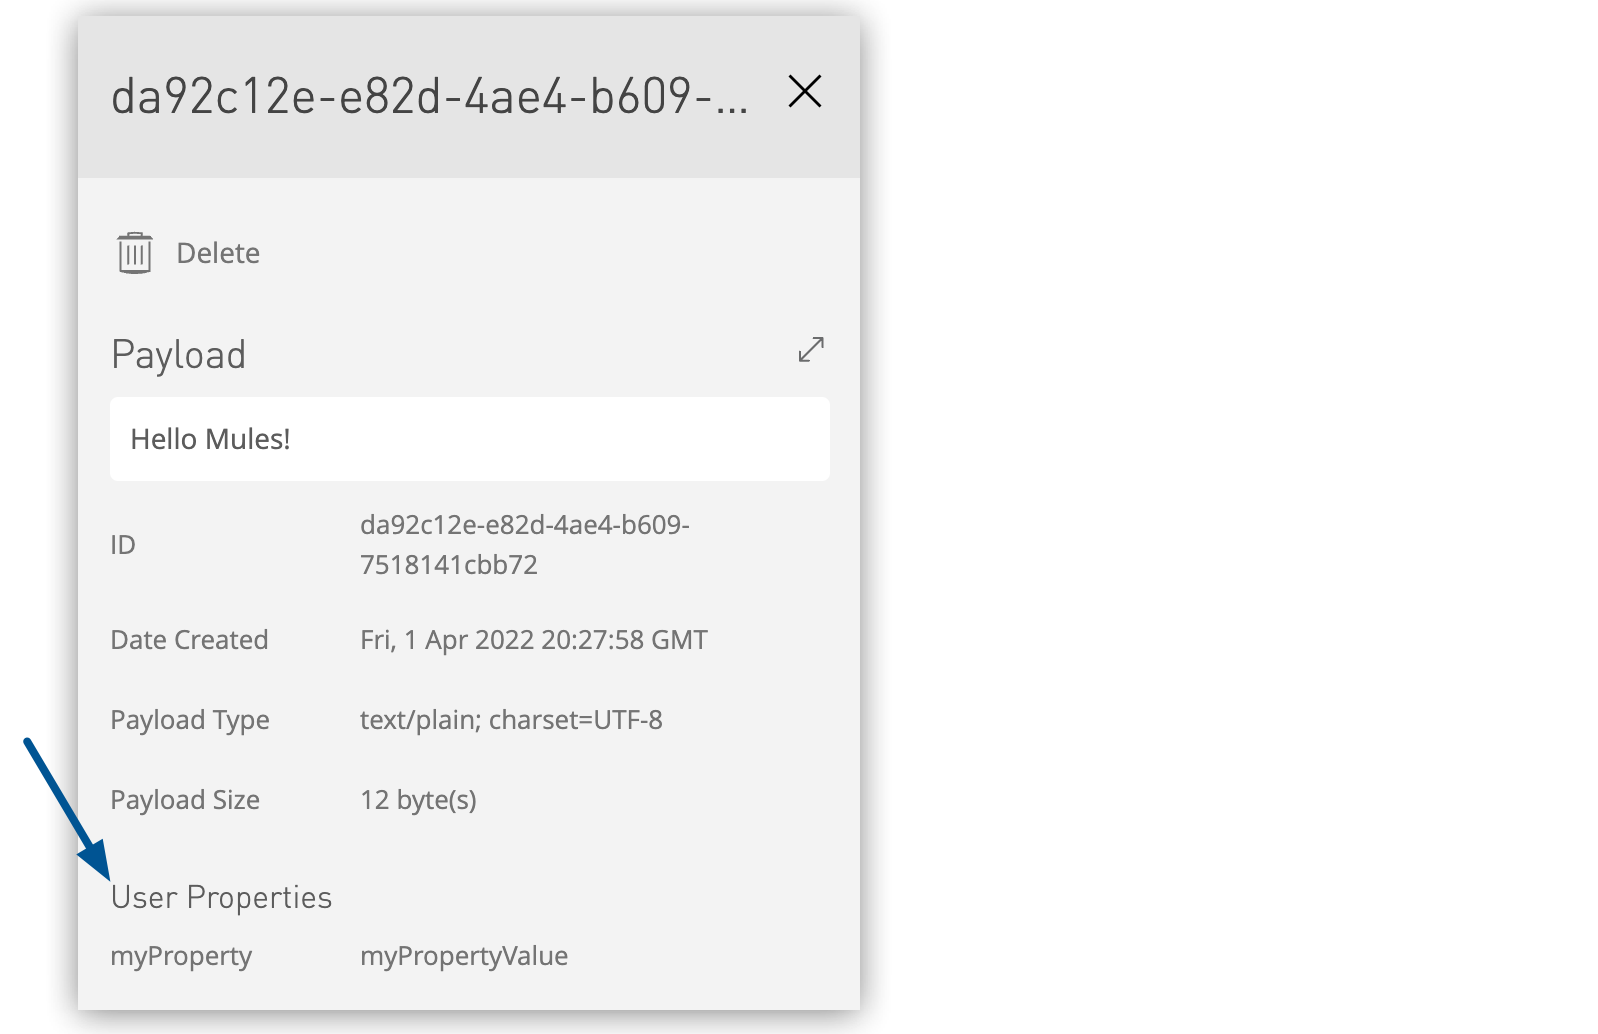 da92c12e-e82d-4ae4-b609-...
Delete
Payload
Hello Mules!
ID da92c12e-e82d-4ae4-b609-
7518141cbb72
Date Created Fri, 1 Apr 2022 20:27:58 GMT
Payload Type text/plain; charset=UTF-8
Payload Size 12 byte(s)
User Properties
myProperty myPropertyValue